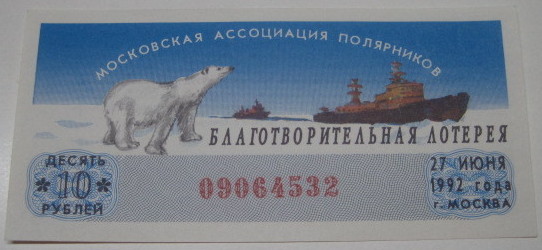 МОСКОВСКАЯ АССОЦИАЦИЯ ПОЛЯРНИКОВ
БЛАГОТВОРИТЕЛЬНАЯ ЛОТЕРЕЯ
ДЕСЯТЬ
* 10 *
РУБЛЕЙ
09064532
27 ИЮНЯ
1992 года
г. МОСКВА